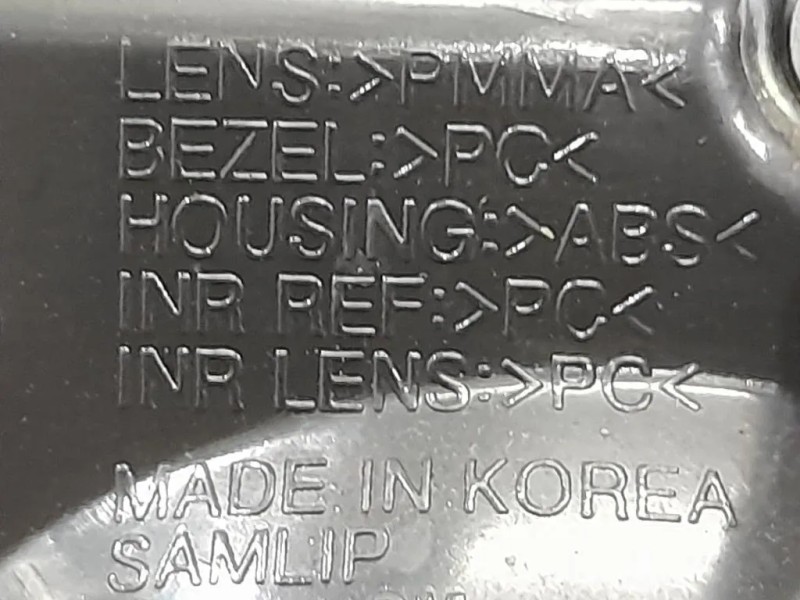 LENS:>PMMA<
BEZEL:>PC<
HOUSING:>ABS<
INR REF:>PC<
INR LENS:>PC<
MADE IN KOREA
SAMLIP